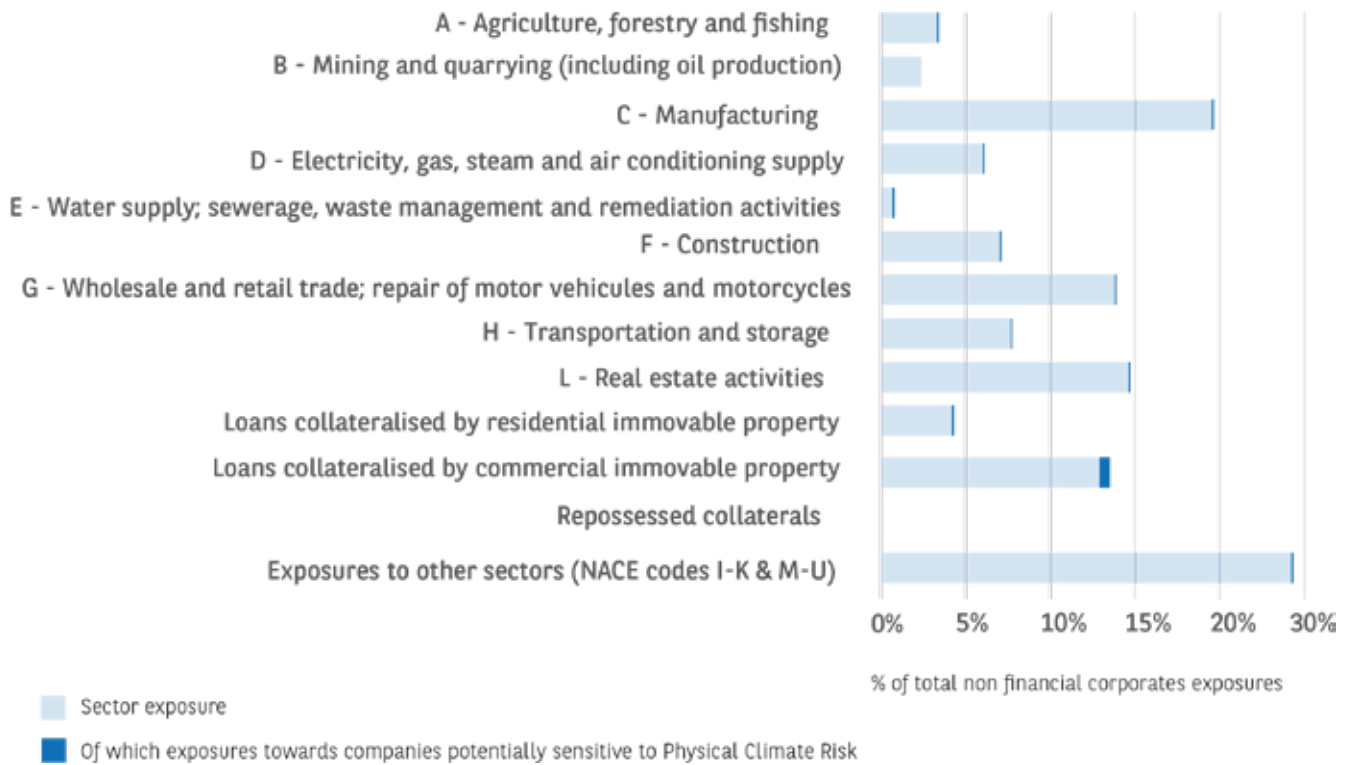 A - Agriculture, forestry and fishing
B - Mining and quarrying (including oil production)
C - Manufacturing
D - Electricity, gas, steam and air conditioning supply
E - Water supply; sewerage, waste management and remediation activities
F - Construction
G - Wholesale and retail trade; repair of motor vehicules and motorcycles
H - Transportation and storage
L - Real estate activities
Loans collateralised by residential immovable property
Loans collateralised by commercial immovable property
Repossessed collaterals
Exposures to other sectors (NACE codes I-K & M-U)
0% 5% 10% 15% 20% 30%
% of total non financial corporates exposures
Sector exposure
Of which exposures towards companies potentially sensitive to Physical Climate Risk